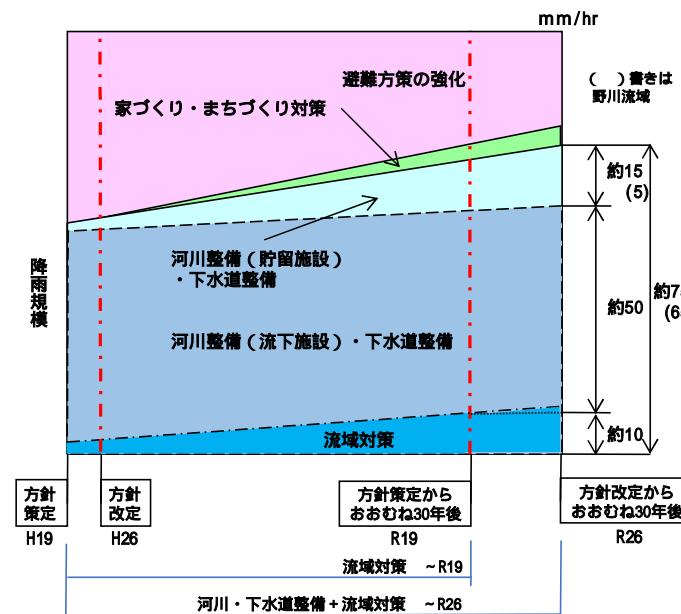 mm/hr
( )書きは
野川流域
避難方策の強化
家づくり・まちづくり対策
約15
(5)
降雨規模
河川整備(貯留施設)
・下水道整備
約50
河川整備(流下施設)・下水道整備
流域対策
約10
方針
策定
H19
方針
改定
H26
方針策定から
おおむね30年後
R19
方針改定から
おおむね30年後
R26
流域対策 ~R19
河川・下水道整備+流域対策 ~R26